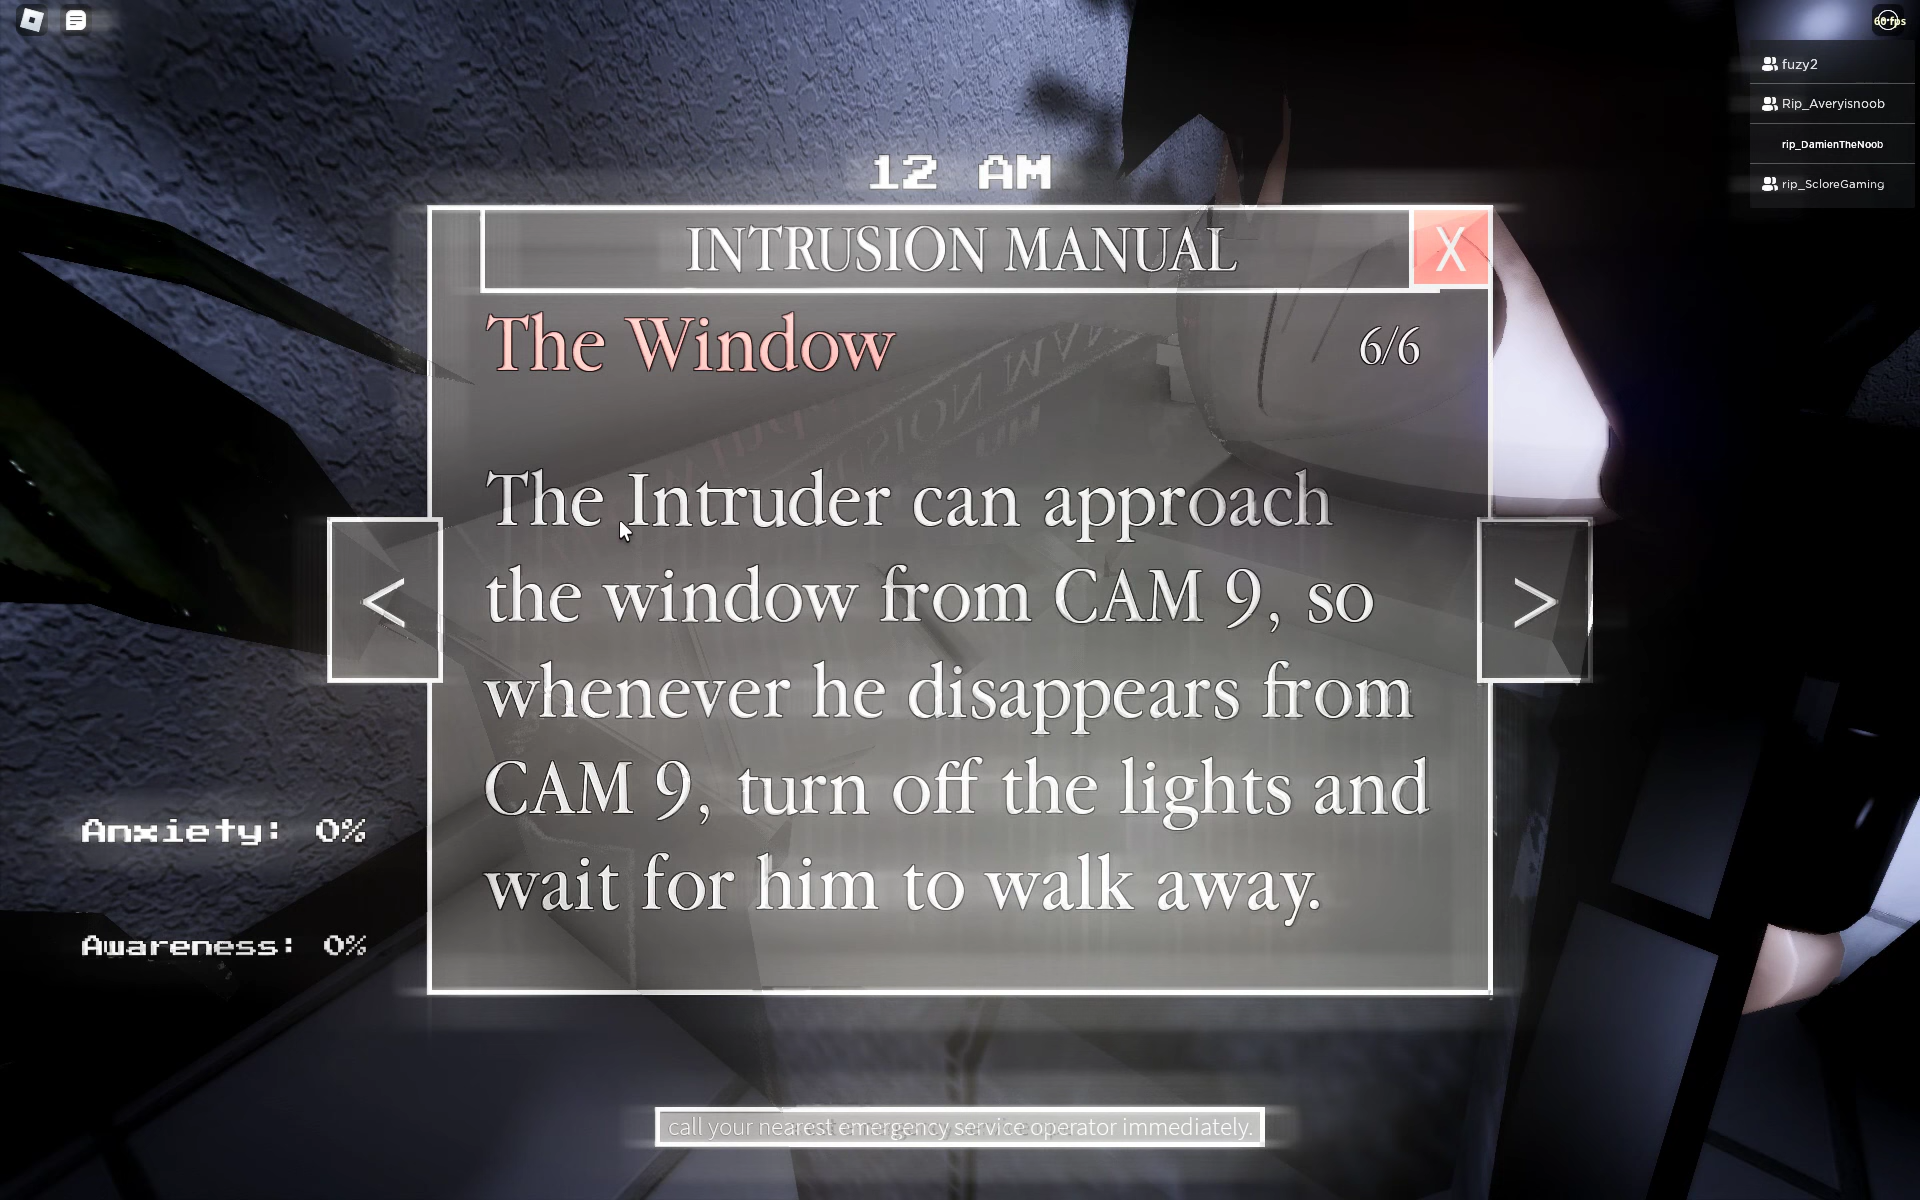 60 fps
fuzy2
Rip_Averyisnoob
rip_DamienTheNoob
rip_ScloreGaming
12 AM
INTRUSION MANUAL
X
The Window
6/6
The Intruder can approach
the window from CAM 9, so
whenever he disappears from
CAM 9, turn off the lights and
wait for him to walk away.
<
>
Anxiety: 0%
Awareness: 0%
call your nearest emergency service operator immediately.